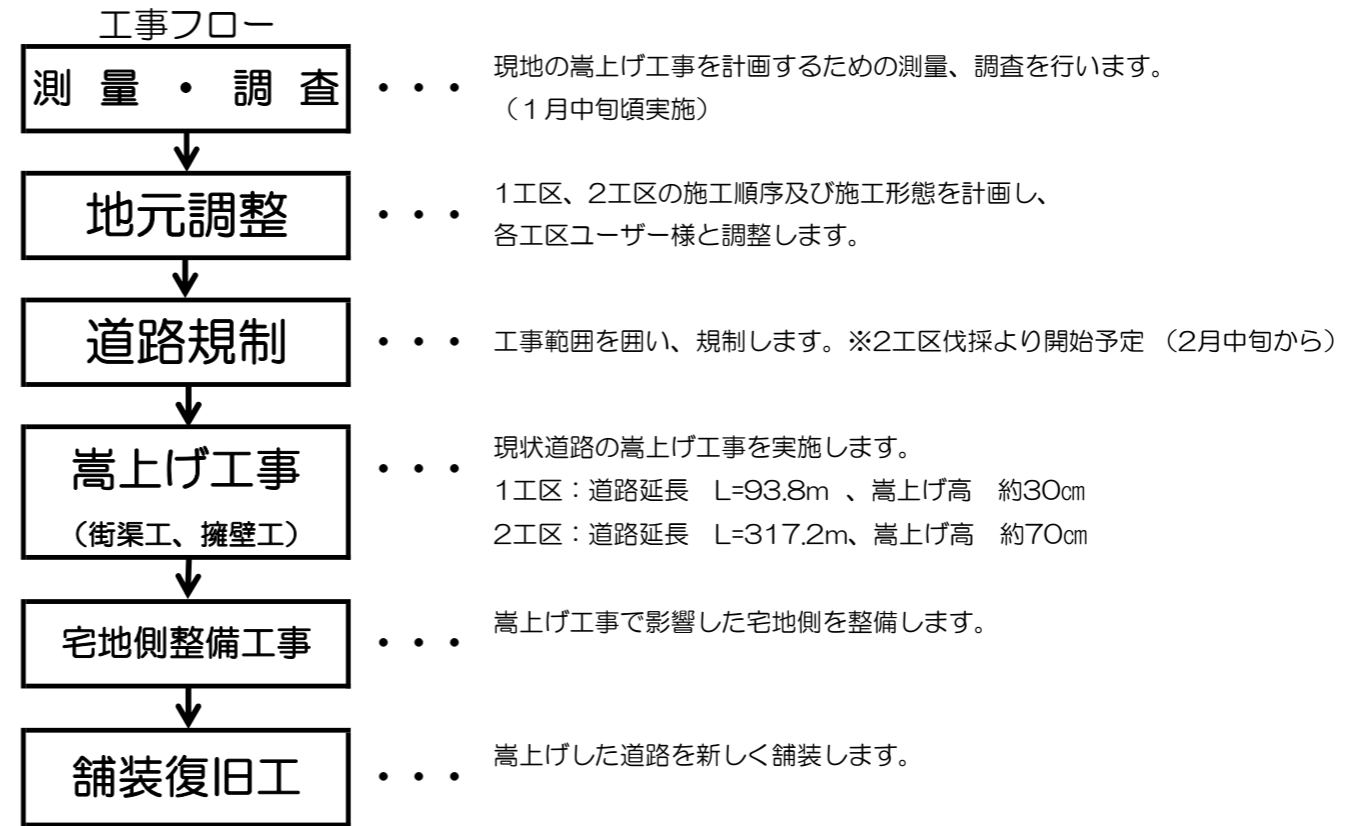 工事フロー
測 量 ・ 調 査 ・・・ 現地の嵩上げ工事を計画するための測量、調査を行います。
（１月中旬頃実施）
地元調整 ・・・ 1工区、2工区の施工順序及び施工形態を計画し、
各工区ユーザー様と調整します。
道路規制 ・・・ 工事範囲を囲い、規制します。※2工区伐採より開始予定 （2月中旬から）
嵩上げ工事 ・・・ 現状道路の嵩上げ工事を実施します。
（街渠工、擁壁工） 1工区：道路延長　L=93.8m 、嵩上げ高　約30㎝
2工区：道路延長　L=317.2m、嵩上げ高　約70㎝
宅地側整備工事 ・・・ 嵩上げ工事で影響した宅地側を整備します。
舗装復旧工 ・・・ 嵩上げした道路を新しく舗装します。